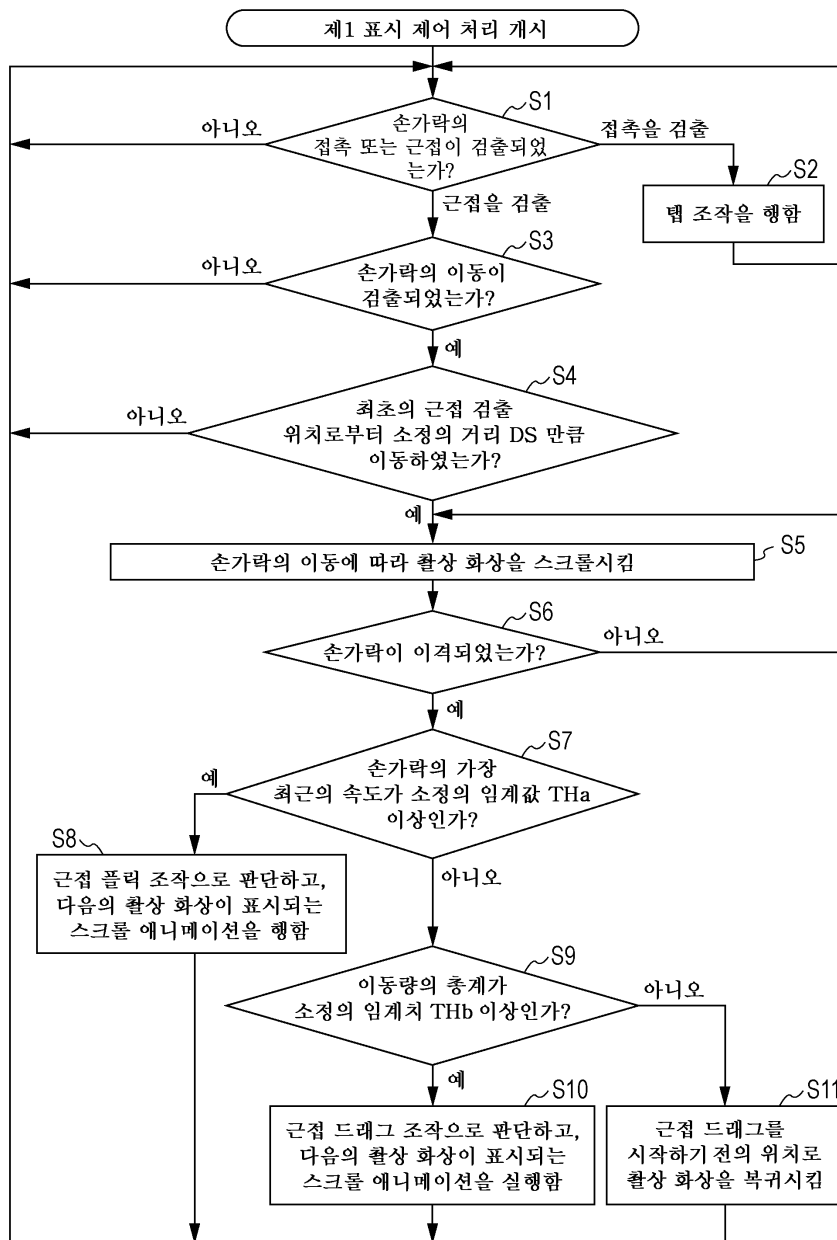 제1 표시 제어 처리 개시
S1
손가락의
접촉 또는 근접이 검출되었
는가?
아니오
접촉을 검출
S2
탭 조작을 행함
근접을 검출
S3
손가락의 이동이
검출되었는가?
아니오
예
S4
최초의 근접 검출
위치로부터 소정의 거리 DS 만큼
이동하였는가?
아니오
예
S5
손가락의 이동에 따라 촬상 화상을 스크롤시킴
S6
손가락이 이격되었는가?
아니오
예
S7
손가락의 가장
최근의 속도가 소정의 임계값 THa
이상인가?
예
S8
근접 플릭 조작으로 판단하고,
다음의 촬상 화상이 표시되는
스크롤 애니메이션을 행함
아니오
S9
이동량의 총계가
소정의 임계치 THb 이상인가?
아니오
예
S10
근접 드래그 조작으로 판단하고,
다음의 촬상 화상이 표시되는
스크롤 애니메이션을 실행함
S11
근접 드래그를
시작하기 전의 위치로
촬상 화상을 복귀시킴